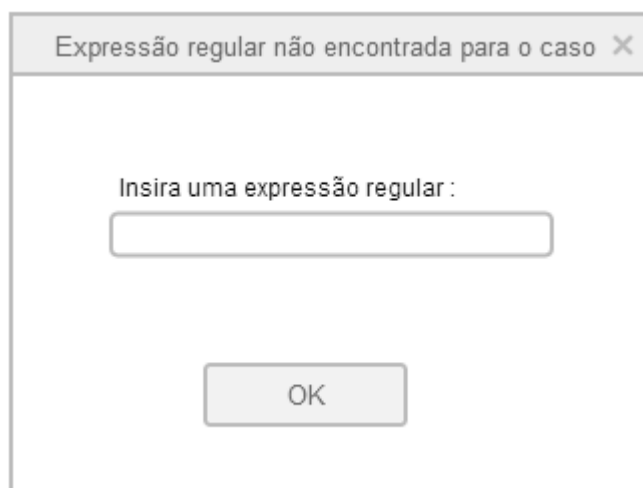 Expressão regular não encontrada para o caso
Insira uma expressão regular :
OK